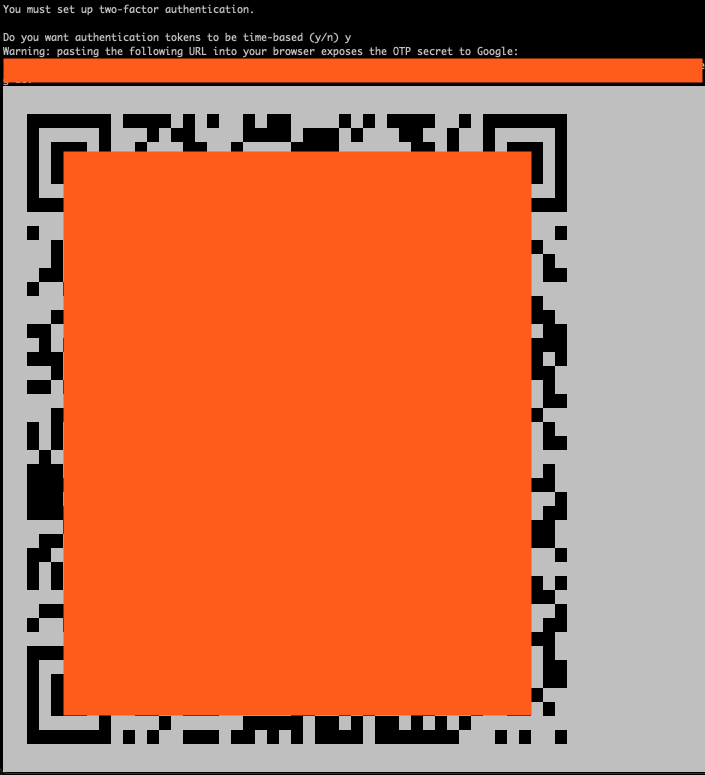 You must set up two-factor authentication.
Do you want authentication tokens to be time-based (y/n) y
Warning: pasting the following URL into your browser exposes the OTP secret to Google: